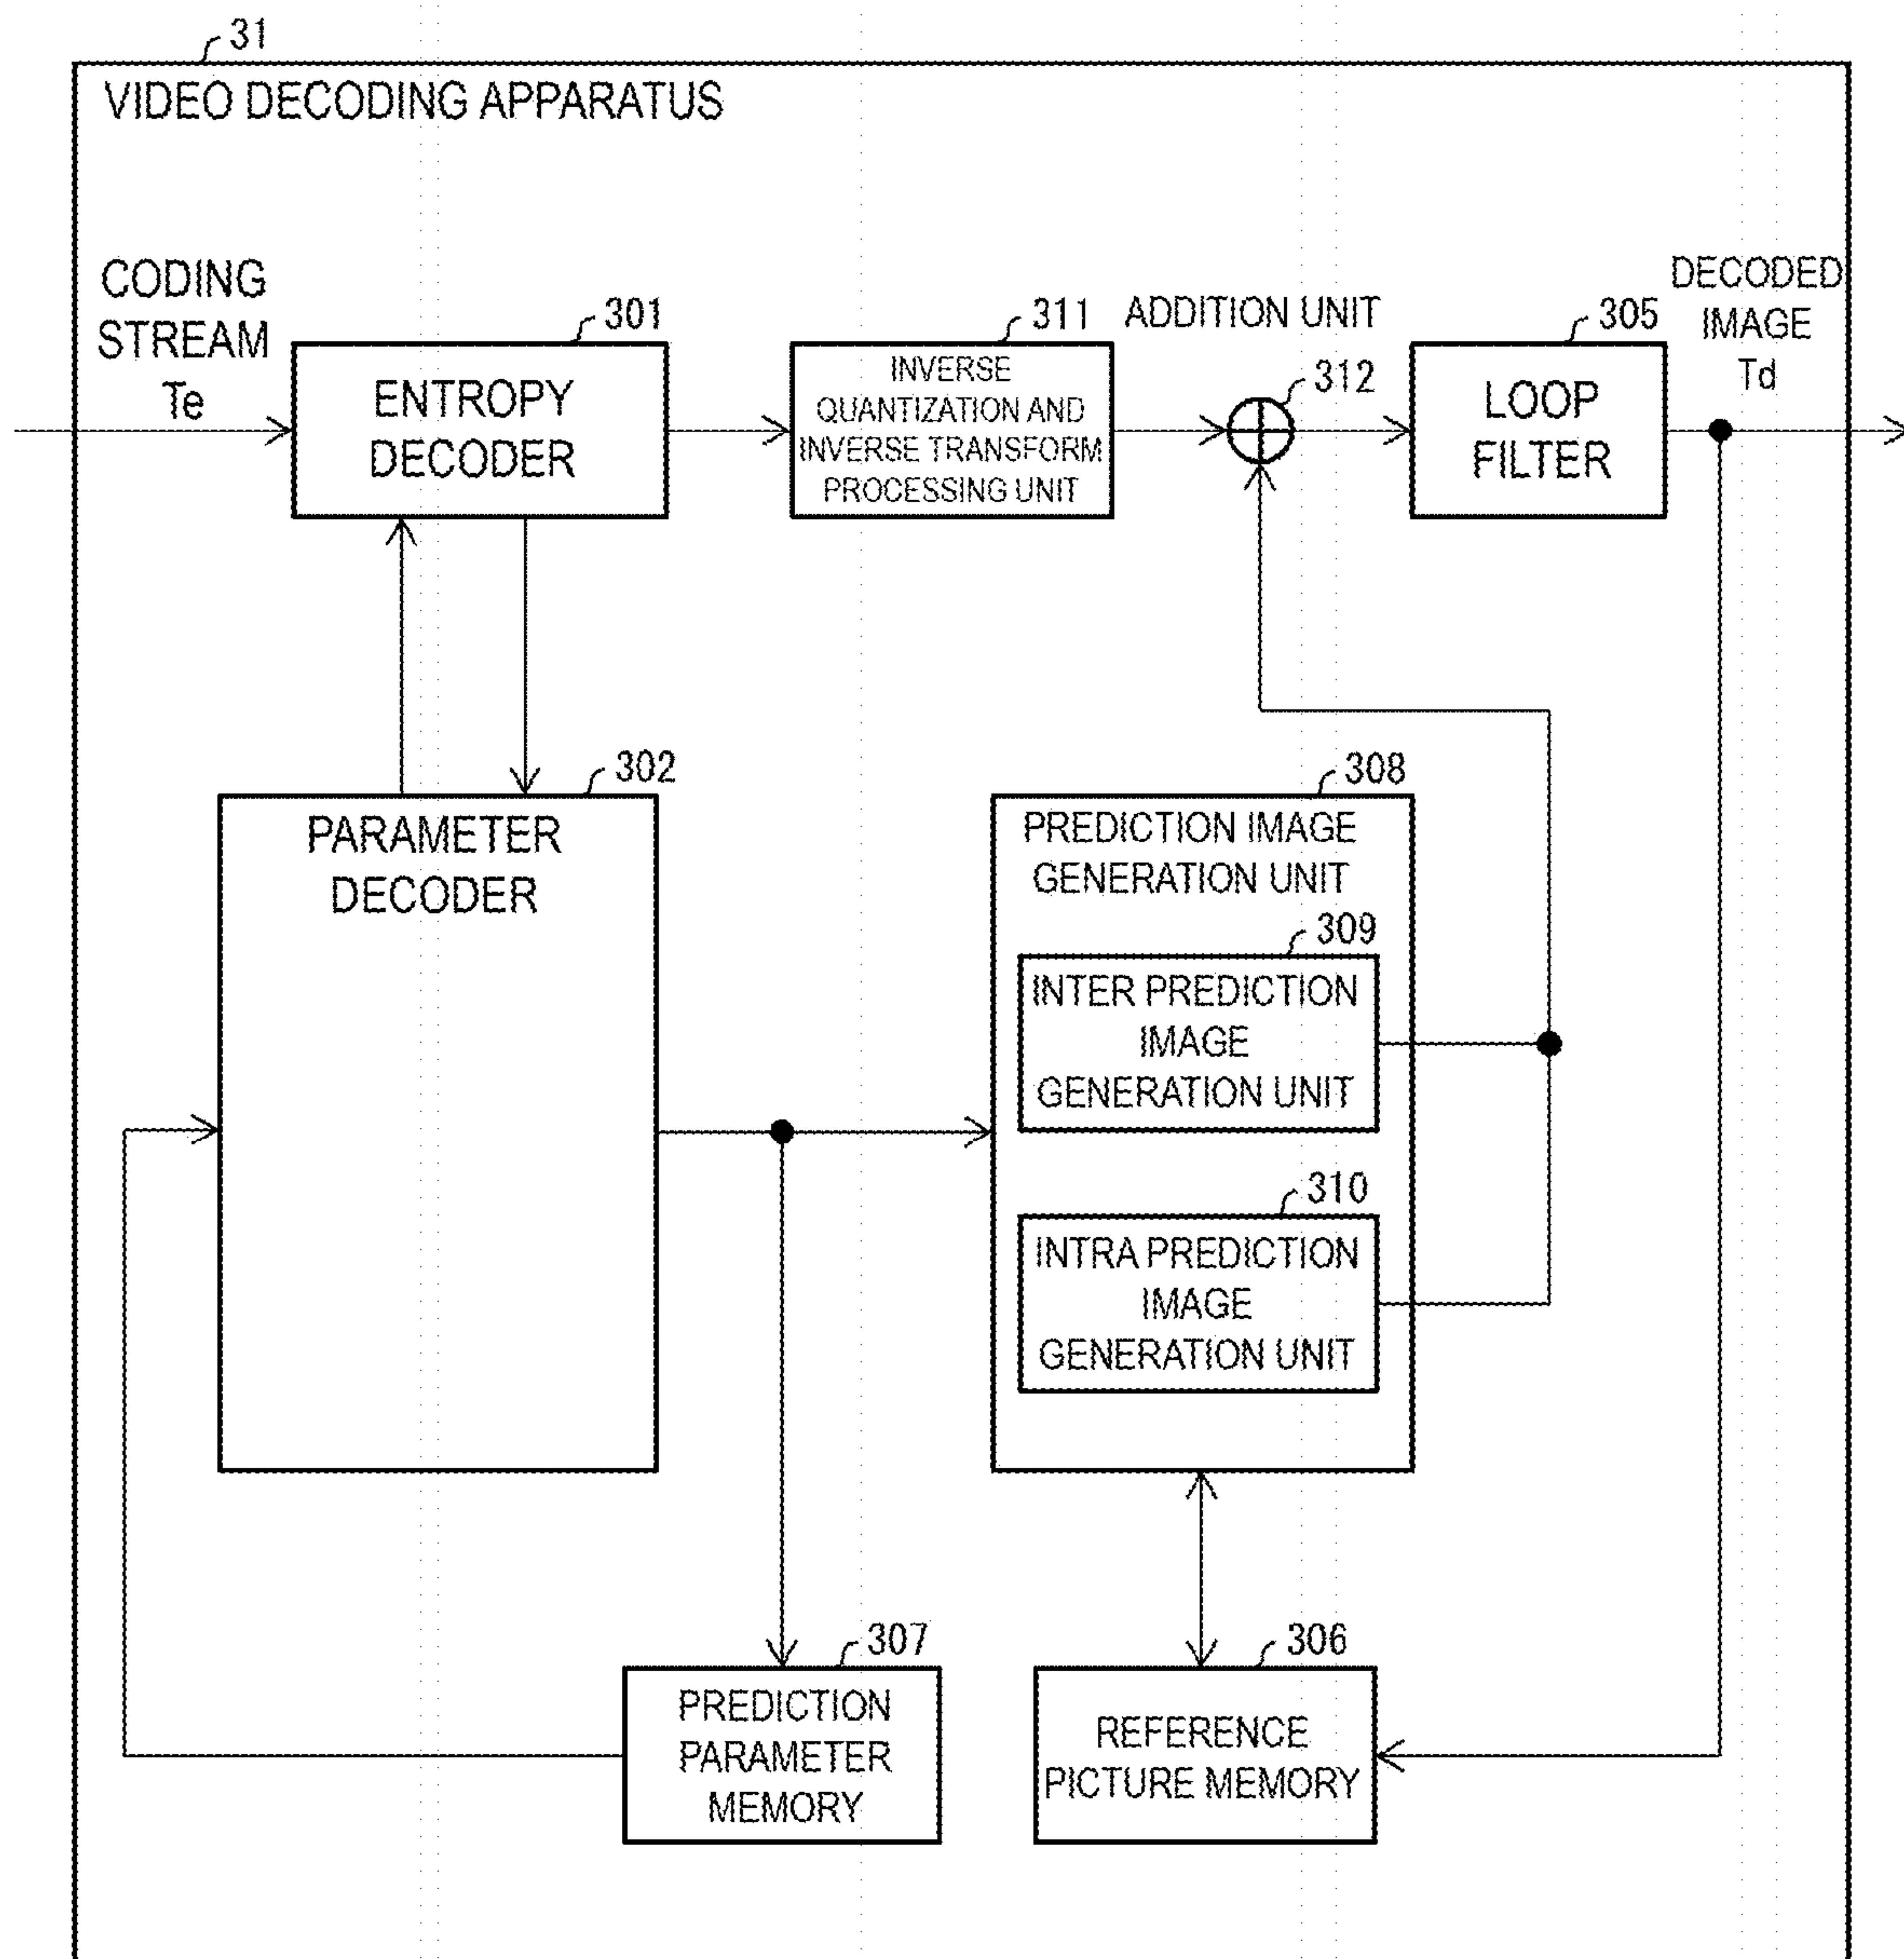 31
VIDEO DECODING APPARATUS
CODING
STREAM
Te
301
ENTROPY
DECODER
311
INVERSE
QUANTIZATION AND
INVERSE TRANSFORM
PROCESSING UNIT
ADDITION UNIT
312
305
LOOP
FILTER
DECODED
IMAGE
Td
302
PARAMETER
DECODER
308
PREDICTION IMAGE
GENERATION UNIT
309
INTER PREDICTION
IMAGE
GENERATION UNIT
310
INTRA PREDICTION
IMAGE
GENERATION UNIT
307
PREDICTION
PARAMETER
MEMORY
306
REFERENCE
PICTURE MEMORY